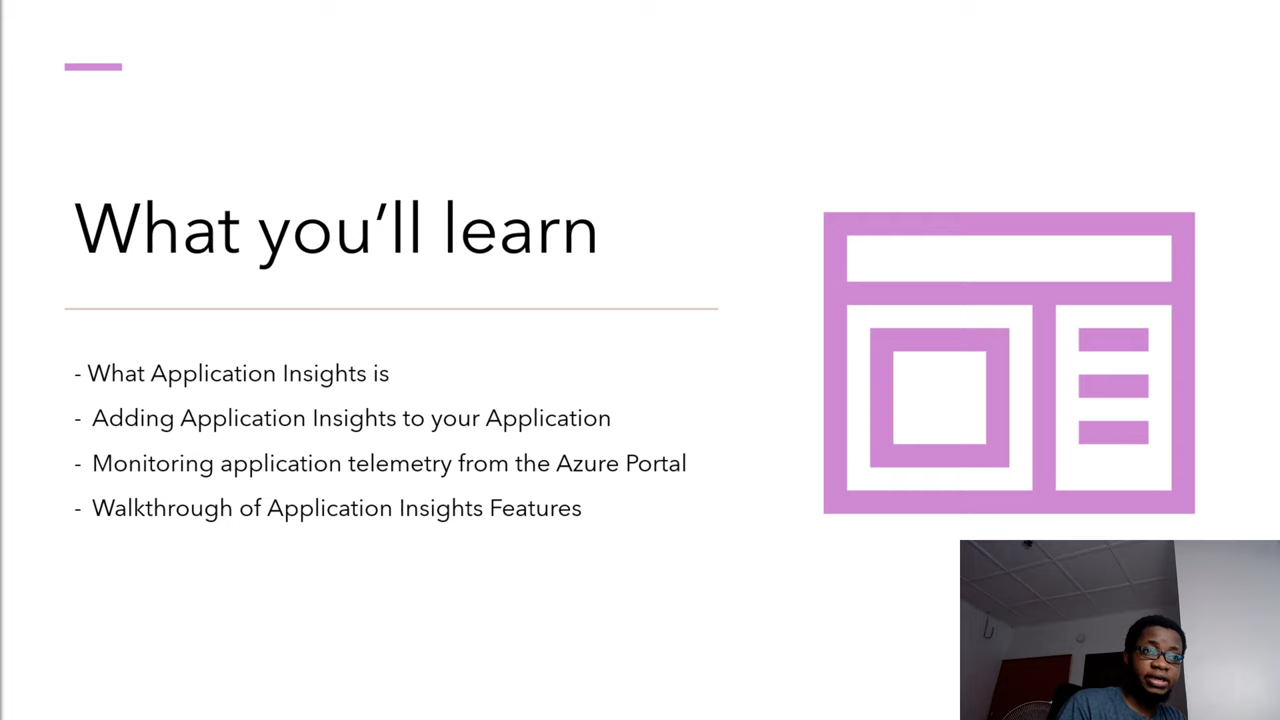 What you’ll learn
- What Application Insights is
- Adding Application Insights to your Application
- Monitoring application telemetry from the Azure Portal
- Walkthrough of Application Insights Features